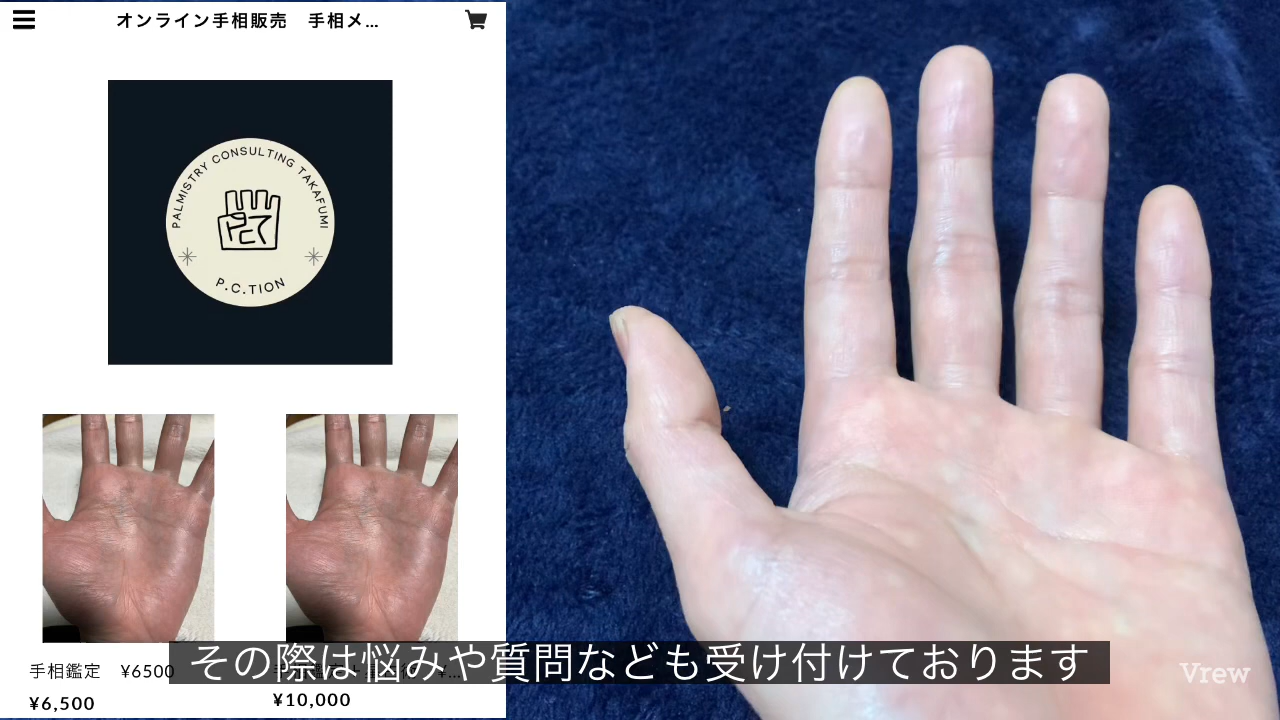 オンライン手相販売 手相メ...
PALMISTRY CONSULTING TAKAFUMI
P.C.TION
手相鑑定 ¥6500
¥6,500
¥10,000
その際は悩みや質問なども受け付けております
Vrew